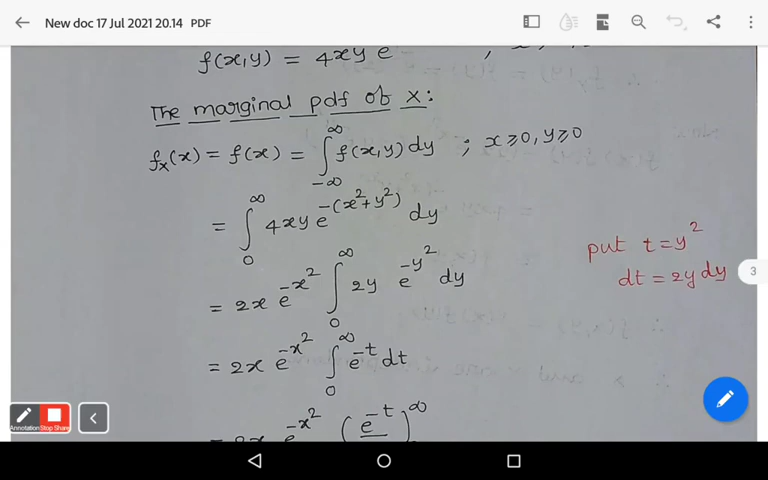 New doc 17 Jul 2021 20.14 PDF
f(x,y) = 4xy e
The marginal pdf of X:
fₓ(x) = f(x) = ∫_{-∞}^{∞} f(x,y) dy ; x ≥ 0, y ≥ 0
= ∫_0^∞ 4xy e^{-(x²+y²)} dy
put t = y²
dt = 2y dy
3
= 2x e^{-x²} ∫_0^∞ 2y e^{-y²} dy
= 2x e^{-x²} ∫_0^∞ e^{-t} dt
= 2x e^{-x²} (e^{-t})^∞
Annotation Stop Share